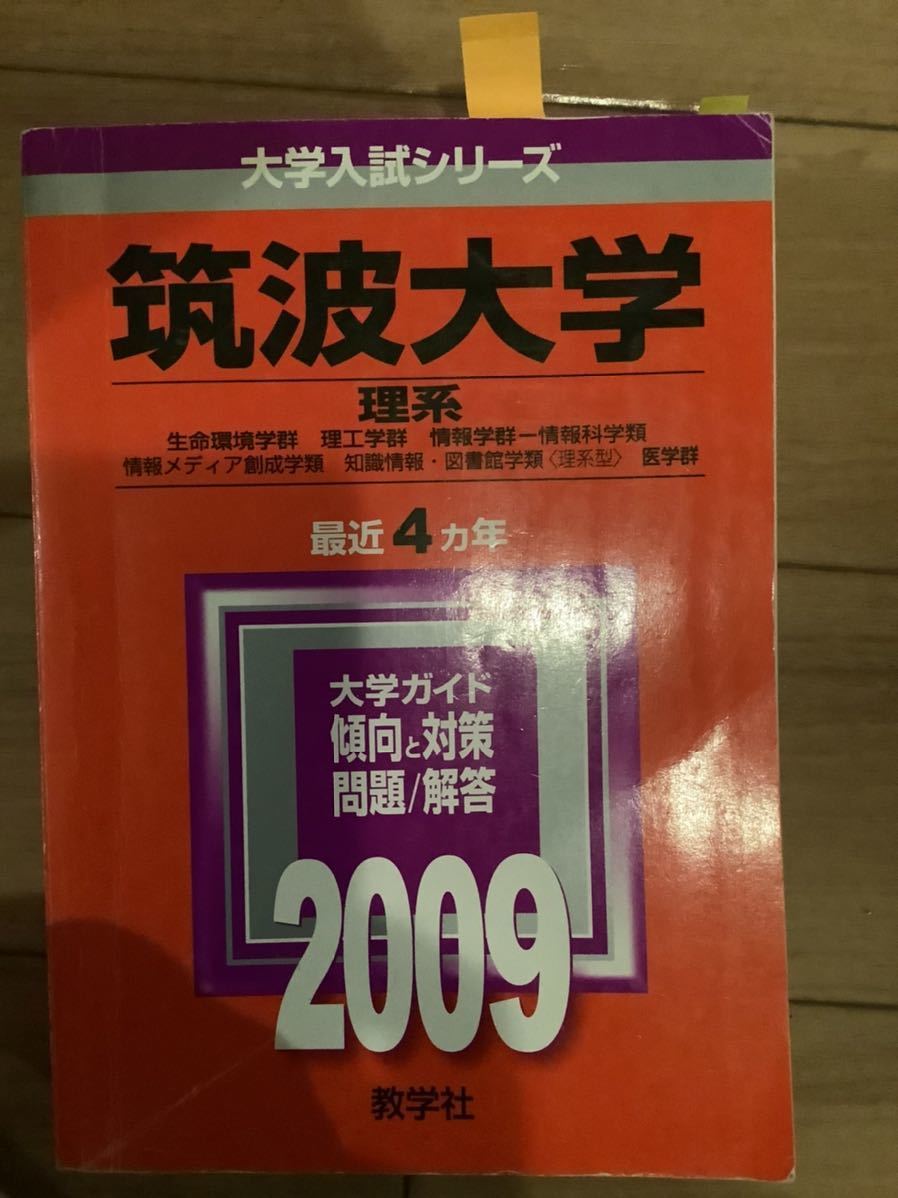 大学入試シリーズ
筑波大学
理系
生命環境学群 理工学群 情報学群ー情報科学類
情報メディア創成学類 知識情報・図書館学類〈理系型〉 医学群
最近4カ年
大学ガイド
傾向と対策
問題/解答
2009
教学社